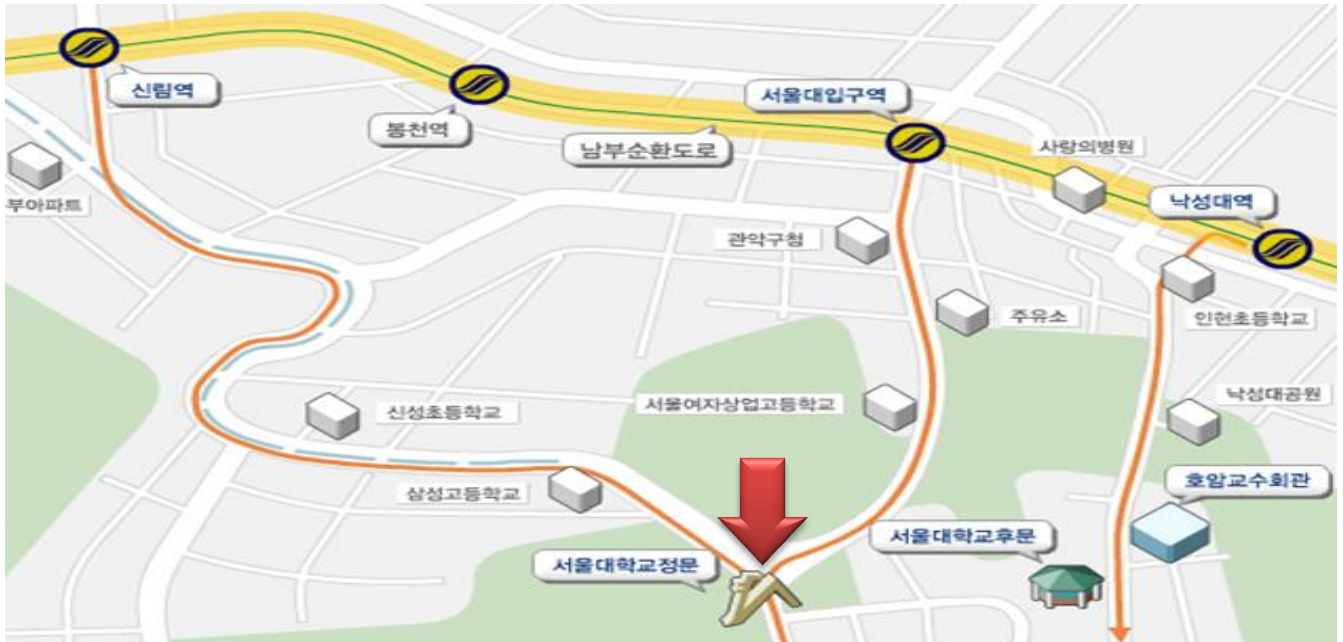 신림역
봉천역
서울대입구역
남부순환도로
사랑의병원
부아파트
낙성대역
관악구청
주유소
인헌초등학교
신성초등학교
서울여자상업고등학교
낙성대공원
삼성고등학교
호암교수회관
서울대학교정문
서울대학교후문